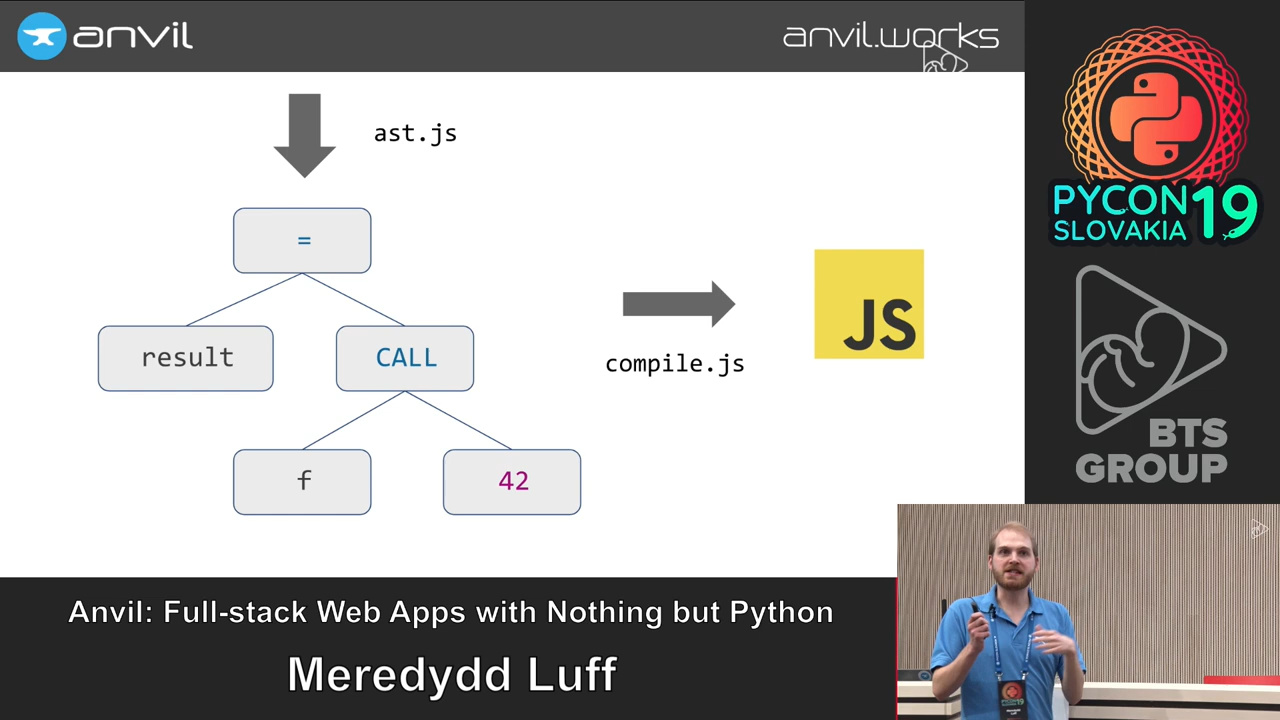 anvil
anvil.works
ast.js
=
result
CALL
compile.js
JS
f
42
PYCON 19
SLOVAKIA
BTS
GROUP
Anvil: Full-stack Web Apps with Nothing but Python
Meredydd Luff